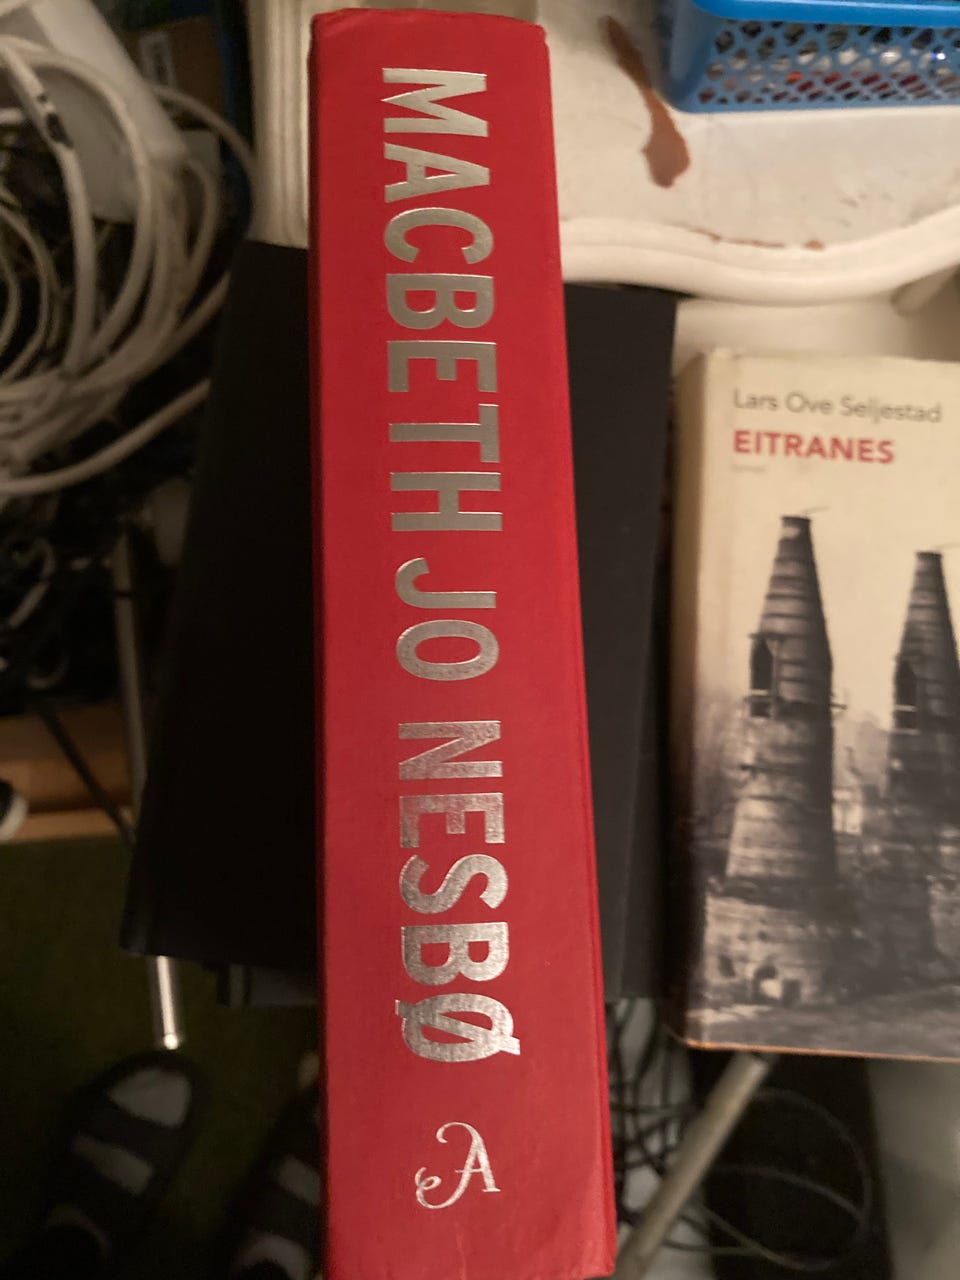 MACBETH JO NESBØ
A
Lars Ove Seljestad
EITRANES